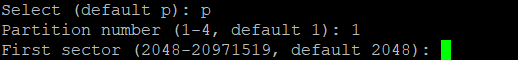 Select (default p): p
Partition number (1-4, default 1): 1
First sector (2048-20971519, default 2048):